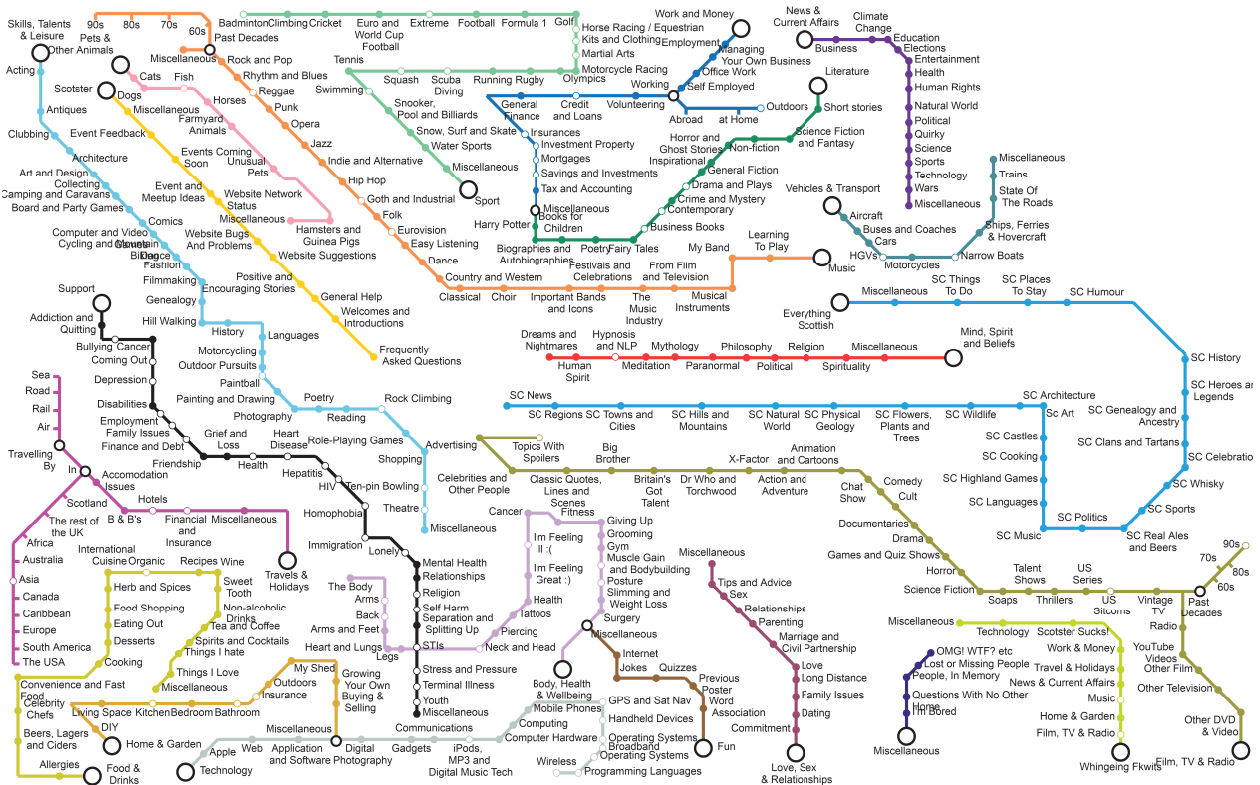 Skills, Talents
& Leisure
Acting
Antiques
Clubbing
Architecture
Art and Design
Collecting
Camping and Caravans
Board and Party Games
Comics
Computer and Video
Games
Cycling and Mountain
Biking
Dance
Fashion
Filmmaking
Genealogy
Hill Walking
History
Languages
Motorcycling
Outdoor Pursuits
Paintball
Painting and Drawing
Photography
Poetry
Reading
Rock Climbing
Role-Playing Games
Shopping
Ten-pin Bowling
Theatre
Miscellaneous
90s
80s
70s
60s
Past Decades
Miscellaneous
Rock and Pop
Rhythm and Blues
Reggae
Punk
Opera
Jazz
Indie and Alternative
Hip Hop
Goth and Industrial
Folk
Eurovision
Easy Listening
Dance
Country and Western
Classical
Choir
Inportant Bands
and Icons
Festivals and
Celebrations
The
Music
Industry
From Film
and Television
Musical
Instruments
My Band
Learning
To Play
Music
Pets &
Other Animals
Cats
Fish
Horses
Farmyard
Animals
Unusual
Pets
Hamsters and
Guinea Pigs
Miscellaneous
Scotster
Dogs
Miscellaneous
Event Feedback
Events Coming
Soon
Event and
Meetup Ideas
Website Network
Status
Website Bugs
And Problems
Website Suggestions
Positive and
Encouraging Stories
General Help
Welcomes and
Introductions
Frequently
Asked Questions
Badminton
Climbing
Cricket
Euro and
World Cup
Football
Extreme
Football
Formula 1
Golf
Horse Racing / Equestrian
Kits and Clothing
Martial Arts
Motorcycle Racing
Olympics
Rugby
Running
Scuba
Diving
Squash
Tennis
Swimming
Snooker,
Pool and Billiards
Snow, Surf and Skate
Water Sports
Miscellaneous
Sport
Work and Money
Employment
Managing
Your Own Business
Office Work
Self Employed
Working
Abroad
at Home
Outdoors
Volunteering
Credit
and Loans
General
Finance
Insurances
Investment Property
Mortgages
Savings and Investments
Tax and Accounting
Miscellaneous
Literature
Short stories
Science Fiction
and Fantasy
Non-fiction
Horror and
Ghost Stories
Inspirational
General Fiction
Drama and Plays
Crime and Mystery
Contemporary
Business Books
Fairy Tales
Poetry
Biographies and
Autobiographies
Harry Potter
Books for
Children
News &
Current Affairs
Business
Climate
Change
Education
Elections
Entertainment
Health
Human Rights
Natural World
Political
Quirky
Science
Sports
Technology
Wars
Miscellaneous
Vehicles & Transport
Aircraft
Buses and Coaches
Cars
HGVs
Motorcycles
Narrow Boats
Ships, Ferries
& Hovercraft
State Of
The Roads
Trains
Miscellaneous
Everything
Scottish
Miscellaneous
SC Things
To Do
SC Places
To Stay
SC Humour
SC History
SC Heroes an
Legends
SC Genealogy and
Ancestry
SC Clans and Tartans
SC Celebratio
SC Whisky
SC Sports
SC Real Ales
and Beers
SC Politics
SC Music
SC Languages
SC Highland Games
SC Cooking
SC Castles
Sc Art
SC Architecture
SC Wildlife
SC Flowers,
Plants and
Trees
SC Physical
Geology
SC Natural
World
SC Hills and
Mountains
SC Towns and
Cities
SC Regions
SC News
Dreams and
Nightmares
Human
Spirit
Hypnosis
and NLP
Meditation
Mythology
Paranormal
Philosophy
Political
Religion
Spirituality
Miscellaneous
Mind, Spirit
and Beliefs
Support
Addiction and
Quitting
Bullying
Cancer
Coming Out
Depression
Disabilities
Employment
Family Issues
Finance and Debt
Friendship
Grief and
Loss
Health
Heart
Disease
Hepatitis
HIV
Homophobia
Immigration
Lonely
Mental Health
Relationships
Religion
Self Harm
Separation and
Splitting Up
STIs
Stress and Pressure
Terminal Illness
Youth
Miscellaneous
Sea
Road
Rail
Air
Travelling
By
In
Accomodation
Issues
B & B's
Hotels
Financial
and
Insurance
Miscellaneous
Travels &
Holidays
Scotland
The rest of
the UK
Africa
Australia
Asia
Canada
Caribbean
Europe
South America
The USA
Advertising
Topics With
Spoilers
Celebrities and
Other People
Classic Quotes,
Lines and
Scenes
Big
Brother
Britain's
Got
Talent
Dr Who and
Torchwood
X-Factor
Action and
Adventure
Animation
and Cartoons
Chat
Show
Comedy
Cult
Documentaries
Drama
Games and Quiz Shows
Horror
Science Fiction
Soaps
Talent
Shows
Thrillers
US
Series
US
Sitcoms
Vintage
TV
Past
Decades
90s
80s
70s
60s
Radio
YouTube
Videos
Other Film
Other Television
Other DVD
& Video
Film, TV & Radio
International
Cuisine
Organic
Recipes
Wine
Herb and Spices
Sweet
Tooth
Food Shopping
Non-alcoholic
Drinks
Eating Out
Tea and Coffee
Desserts
Spirits and Cocktails
Cooking
Things I hate
Things I Love
Miscellaneous
Convenience and Fast
Food
Celebrity
Chefs
Beers, Lagers
and Ciders
Allergies
Food &
Drinks
Living Space
Kitchen
Bedroom
Bathroom
Insurance
Outdoors
My Shed
Growing
Your Own
Buying &
Selling
DIY
Home & Garden
Miscellaneous
Technology
Apple
Web
Application
and Software
Digital
Photography
Gadgets
Communications
iPods,
MP3 and
Digital Music Tech
Computer Hardware
Computing
Mobile Phones
GPS and Sat Nav
Handheld Devices
Operating Systems
Broadband
Operating Systems
Programming Languages
Wireless
The Body
Arms
Back
Arms and Feet
Heart and Lungs
Legs
Neck and Head
Piercing
Tattoos
Health
Im Feeling
Great :)
Im Feeling
Ill :(
Cancer
Fitness
Giving Up
Grooming
Gym
Muscle Gain
and Bodybuilding
Posture
Slimming and
Weight Loss
Surgery
Miscellaneous
Body, Health
& Wellbeing
Internet
Jokes
Quizzes
Previous
Poster
Word
Association
Fun
Miscellaneous
Tips and Advice
Sex
Relationships
Parenting
Marriage and
Civil Partnership
Love
Long Distance
Family Issues
Dating
Commitment
Love, Sex
& Relationships
OMG! WTF? etc
Lost or Missing People
People, In Memory
Questions With No Other
Home
I'm Bored
Miscellaneous
Miscellaneous
Technology
Scotster Sucks!
Work & Money
Travel & Holidays
News & Current Affairs
Music
Home & Garden
Film, TV & Radio
Whingeing Fkwits